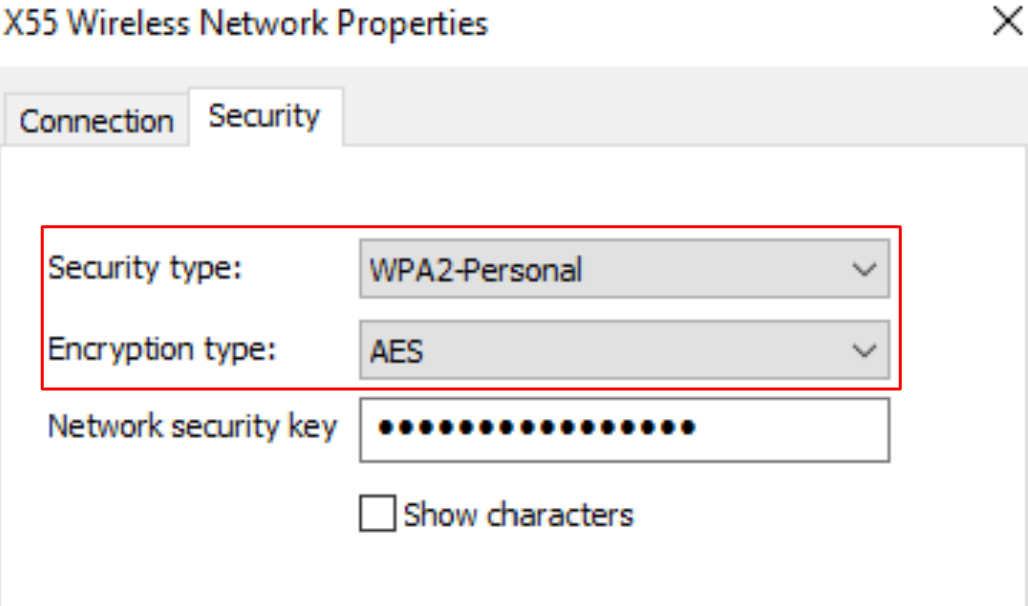 X55 Wireless Network Properties
Connection
Security
Security type:
WPA2-Personal
Encryption type:
AES
Network security key
••••••••••••••••
Show characters